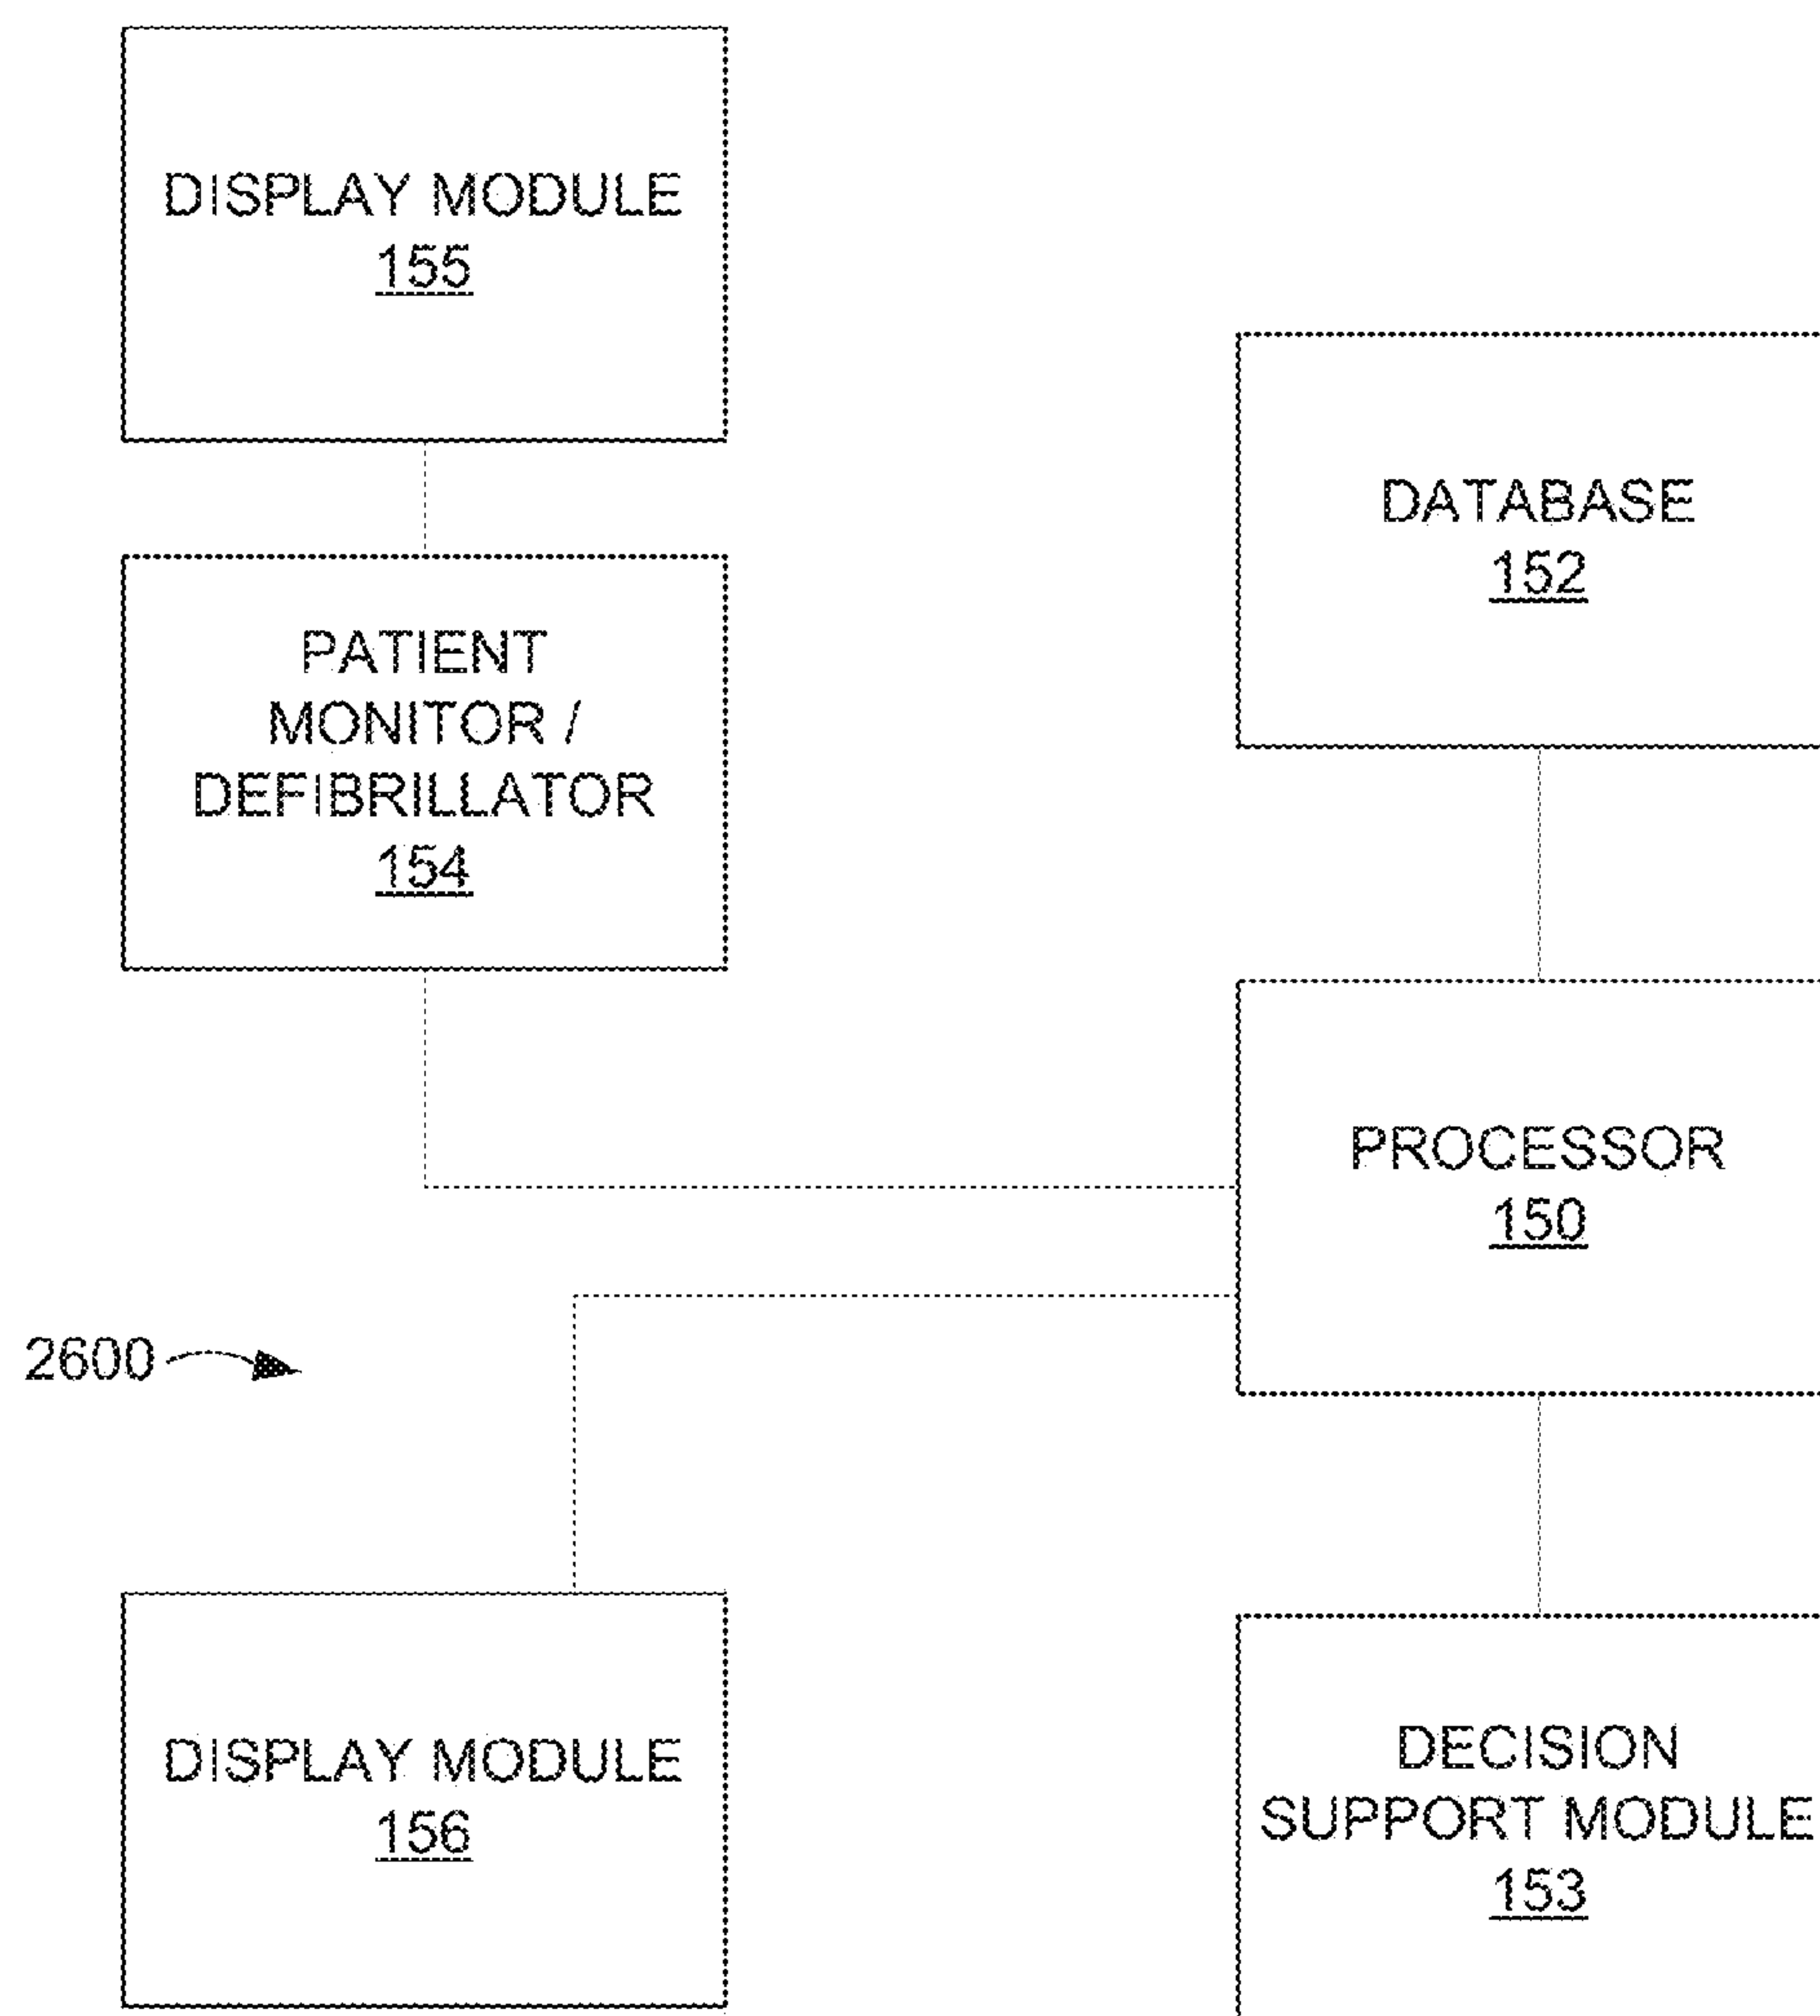 DISPLAY MODULE
155
DATABASE
152
PATIENT
MONITOR /
DEFIBRILLATOR
154
PROCESSOR
150
2600
DISPLAY MODULE
156
DECISION
SUPPORT MODULE
153